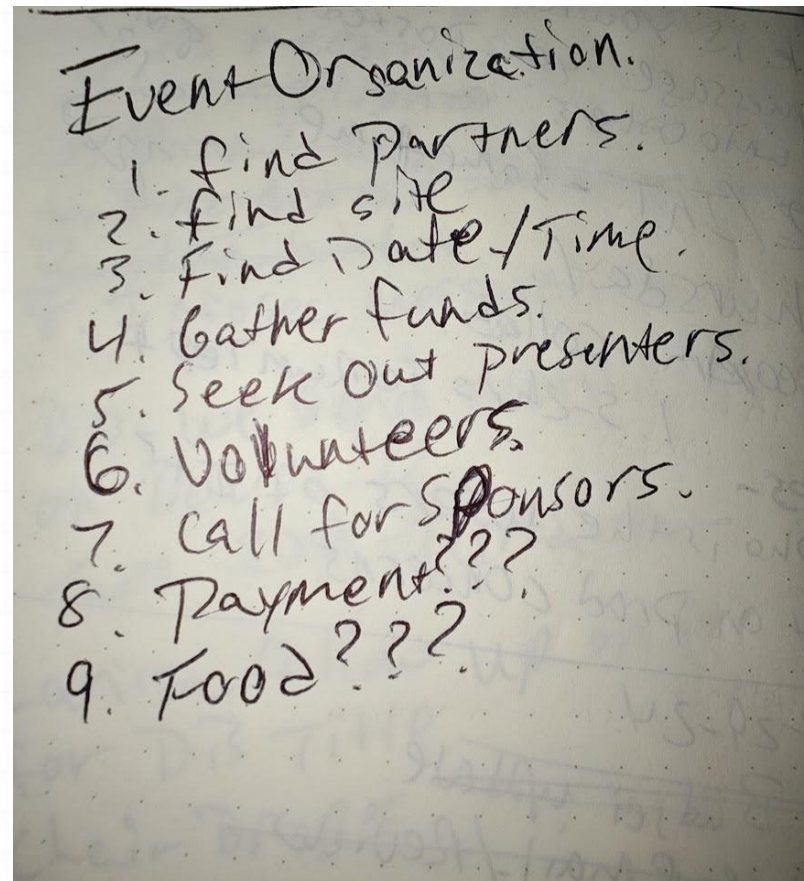 Event Organization.
1. find partners.
2. find site
3. Find Date/Time.
4. Gather funds.
5. Seek Out presenters.
6. Volunteers.
7. Call for Sponsors.
8. Payment???
9. Food???